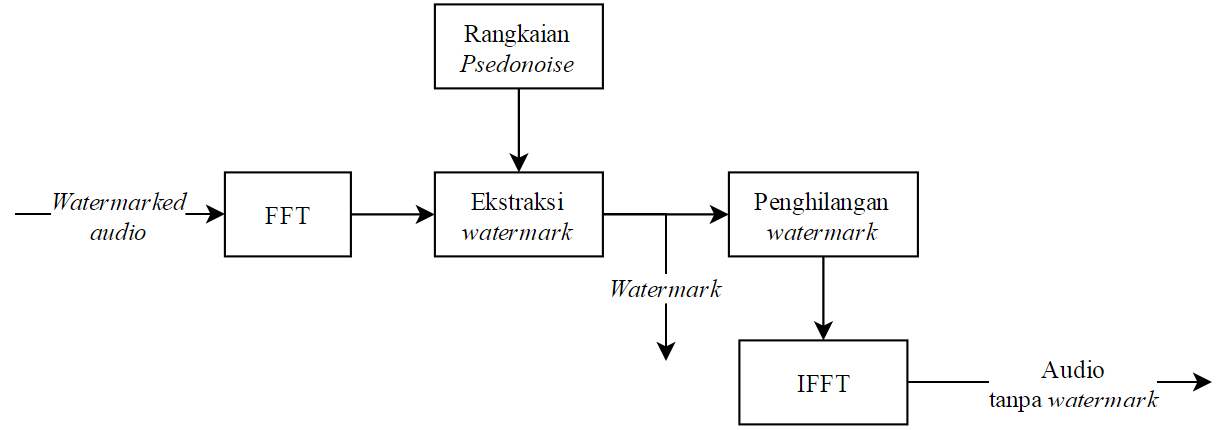 Rangkaian
Psedonoise
Watermarked
audio
FFT
Ekstraksi
watermark
Penghilangan
watermark
Watermark
IFFT
Audio
tanpa watermark